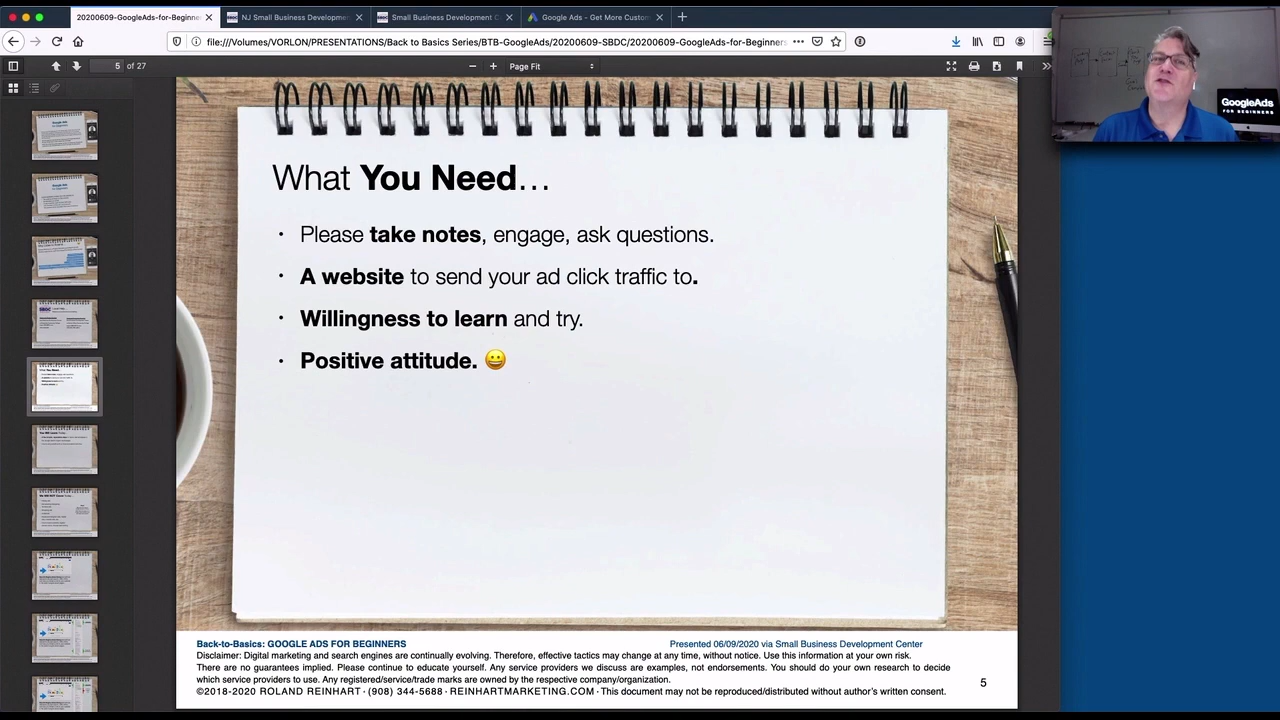 20200609-GoogleAds-for-Beginner
NJ Small Business Developmen
Small Business Development C
Google Ads - Get More Custom
file:///Volumes/VORLON/PRESENTATIONS/Back to Basics Series/BTB-GoogleAds/20200609-SBDC/20200609-GoogleAds-for-Beginners
5 of 27
Page Fit
GoogleAds
FOR BEGINNERS
What You Need…
• Please take notes, engage, ask questions.
• A website to send your ad click traffic to.
• Willingness to learn and try.
• Positive attitude. 😀
Back-to-Basics: GOOGLE ADS FOR BEGINNERS
Presented 06/09/2020 via Small Business Development Center
Disclaimer: Digital marketing and search engines are continually evolving. Therefore, effective tactics may change at any time, without notice. Use this information at your own risk.
There are no guarantees implied. Please continue to educate yourself. Any service providers we discuss are examples, not endorsements. You should do your own research to decide
which service providers to use. Any registered/service/trade marks are owned by the respective company/organization.
©2018-2020 ROLAND REINHART · (908) 344-5688 · REINHARTMARKETING.COM · This document may not be reproduced/distributed without author's written consent.
5